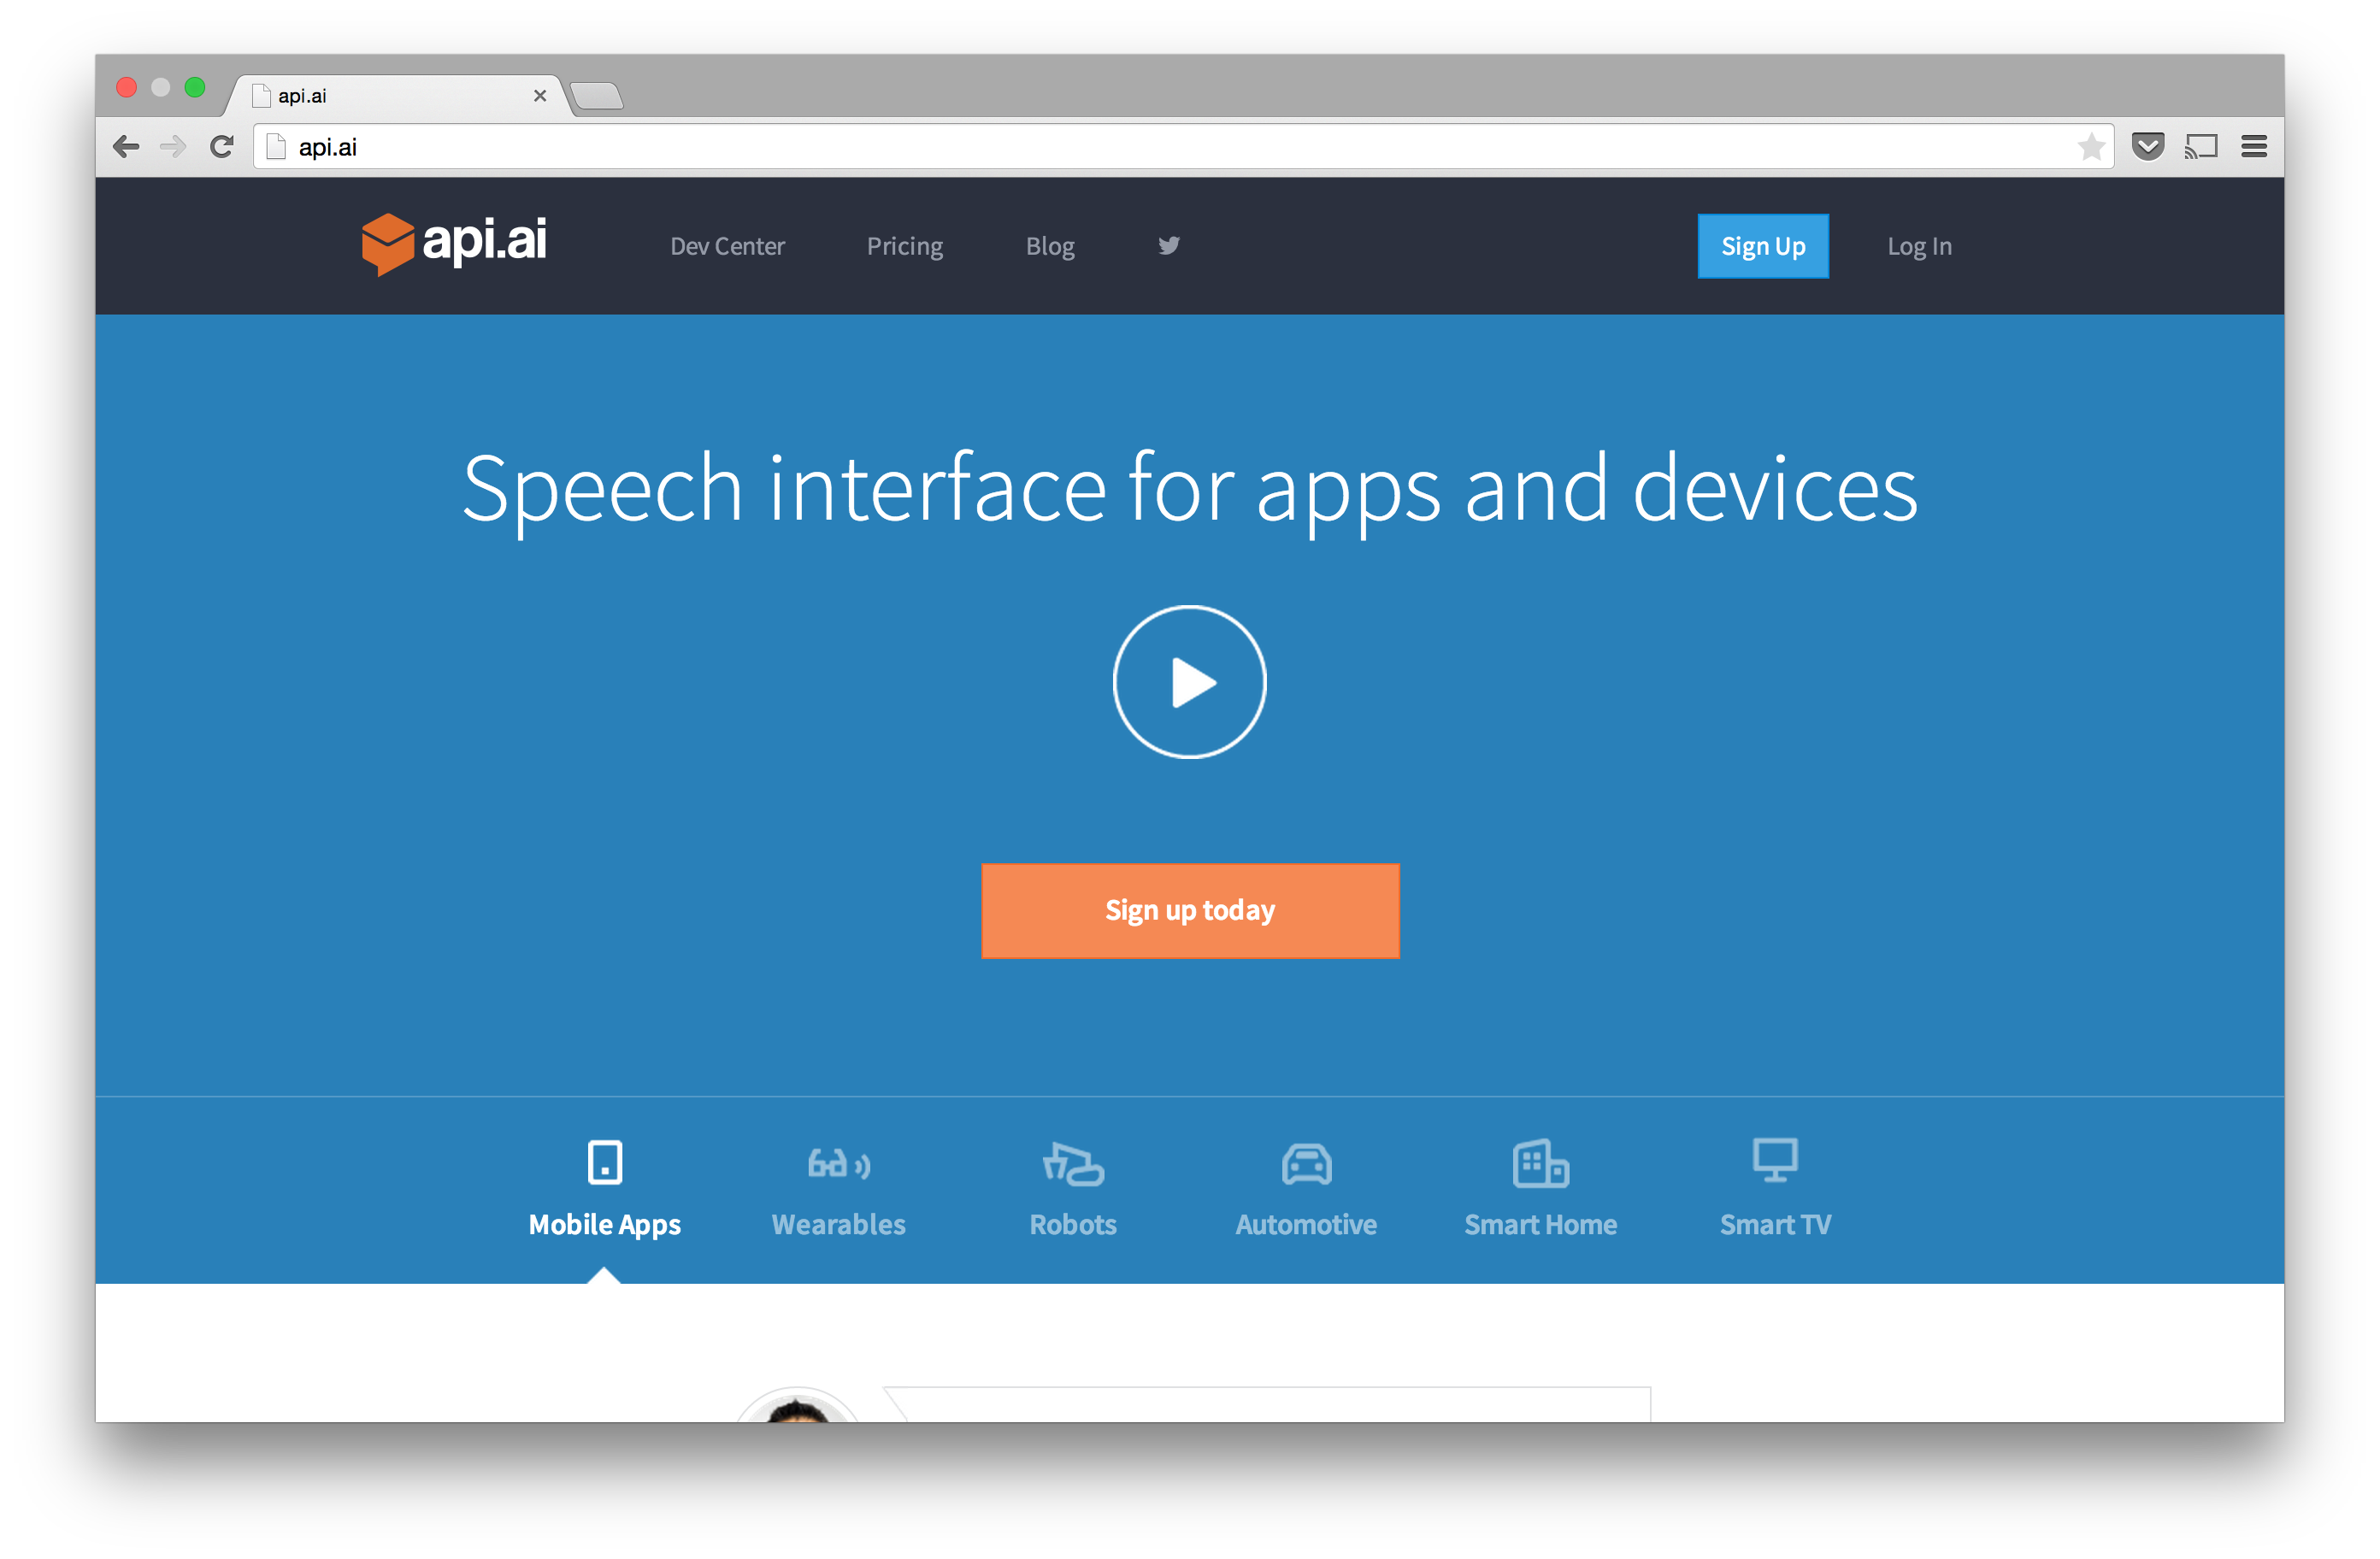 api.ai
api.ai
api.ai Dev Center Pricing Blog Sign Up Log In
Speech interface for apps and devices
Sign up today
Mobile Apps Wearables Robots Automotive Smart Home Smart TV